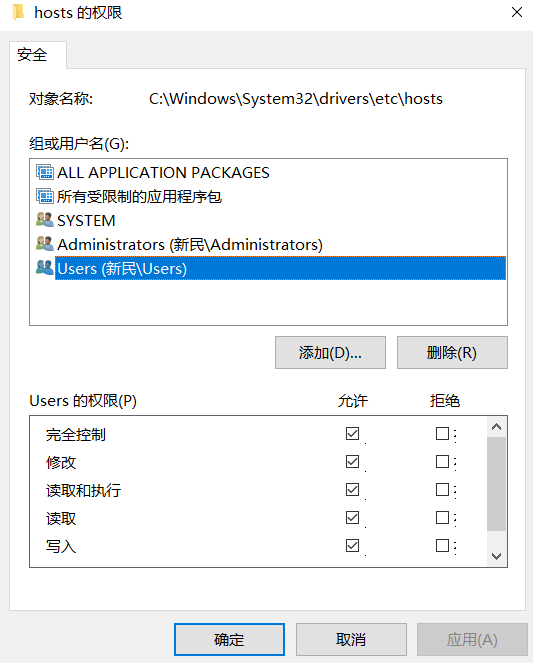 hosts 的权限
安全
对象名称: C:\Windows\System32\drivers\etc\hosts
组或用户名(G):
ALL APPLICATION PACKAGES
所有受限制的应用程序包
SYSTEM
Administrators (新民\Administrators)
Users (新民\Users)
添加(D)... 删除(R)
Users 的权限(P) 允许 拒绝
完全控制
修改
读取和执行
读取
写入
确定 取消 应用(A)